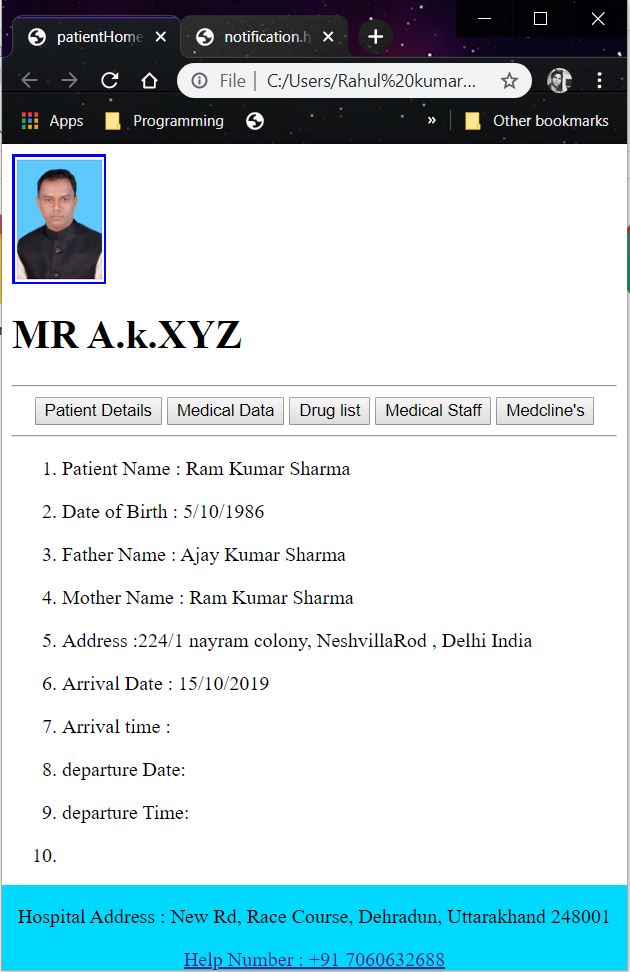 patientHome
notification.h
File | C:/Users/Rahul%20kumar...
Apps
Programming
»
Other bookmarks
MR A.k.XYZ
Patient Details
Medical Data
Drug list
Medical Staff
Medcline's
1. Patient Name : Ram Kumar Sharma
2. Date of Birth : 5/10/1986
3. Father Name : Ajay Kumar Sharma
4. Mother Name : Ram Kumar Sharma
5. Address :224/1 nayram colony, NeshvillaRod , Delhi India
6. Arrival Date : 15/10/2019
7. Arrival time :
8. departure Date:
9. departure Time:
10.
Hospital Address : New Rd, Race Course, Dehradun, Uttarakhand 248001
Help Number : +91 7060632688